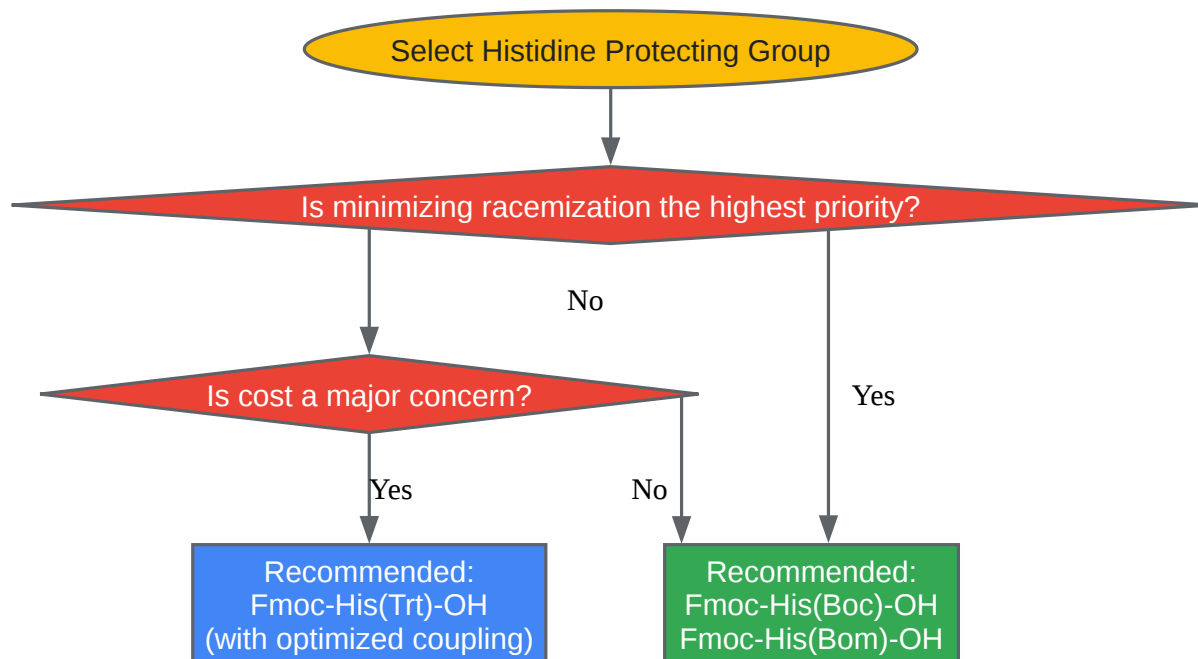 Select Histidine Protecting Group
Is minimizing racemization the highest priority?
No
Is cost a major concern?
Yes
Yes
No
Recommended:
Fmoc-His(Trt)-OH
(with optimized coupling)
Recommended:
Fmoc-His(Boc)-OH
Fmoc-His(Bom)-OH